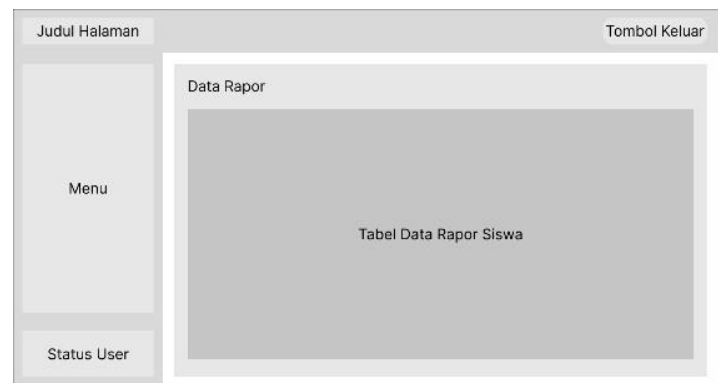 Judul Halaman
Tombol Keluar
Data Rapor
Menu
Tabel Data Rapor Siswa
Status User